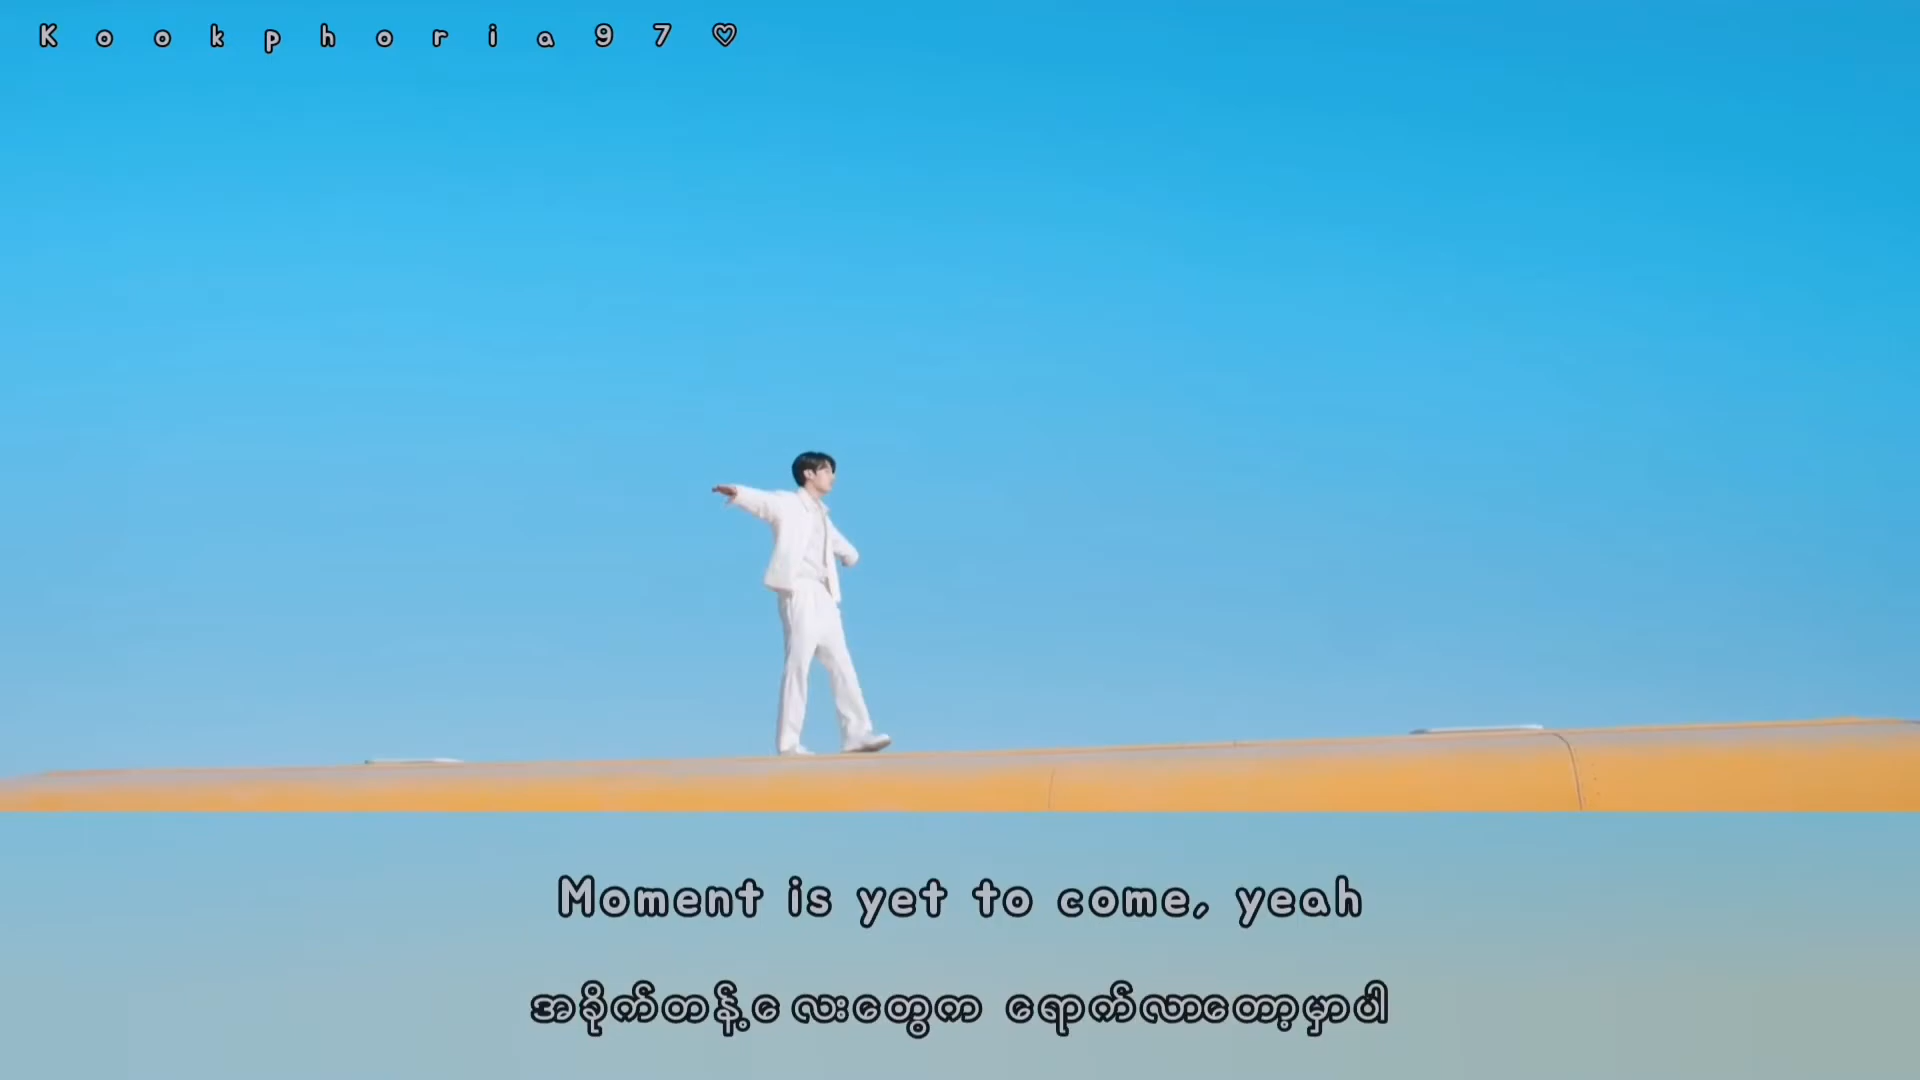 Kookphoria97♡
Moment is yet to come, yeah
အခိုက်တန့်‌ေလးတွေက ရောက်လာတော့မှာပါ